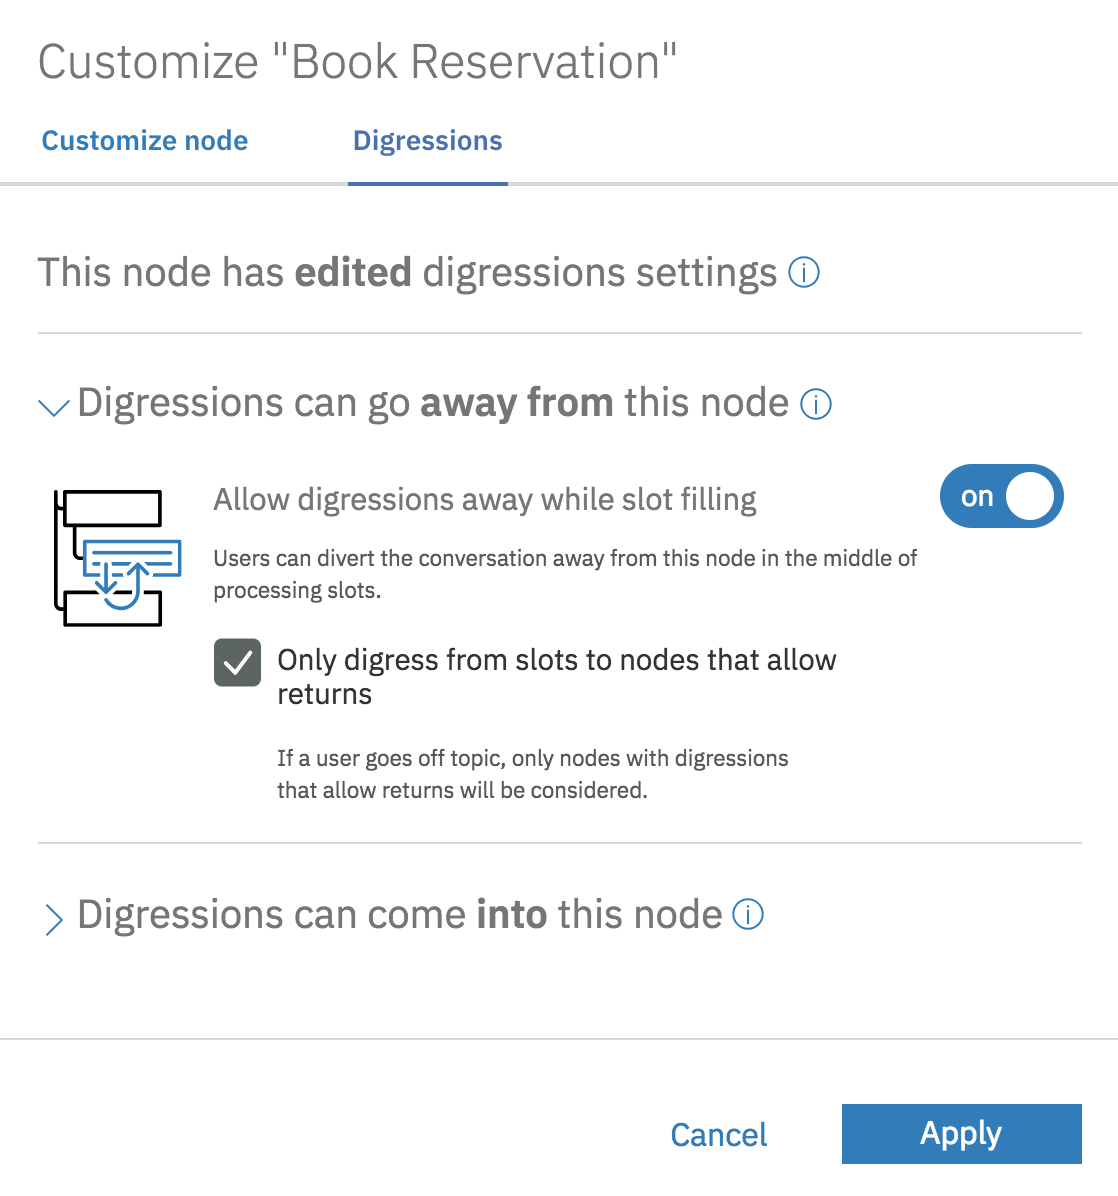 Customize "Book Reservation"
Customize node
Digressions
This node has edited digressions settings
Digressions can go away from this node
Allow digressions away while slot filling
on
Users can divert the conversation away from this node in the middle of
processing slots.
Only digress from slots to nodes that allow
returns
If a user goes off topic, only nodes with digressions
that allow returns will be considered.
Digressions can come into this node
Cancel
Apply